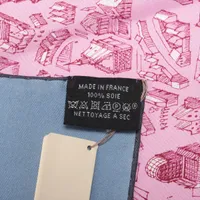 MADE IN FRANCE
100% SOIE
NETTOYAGE A SEC